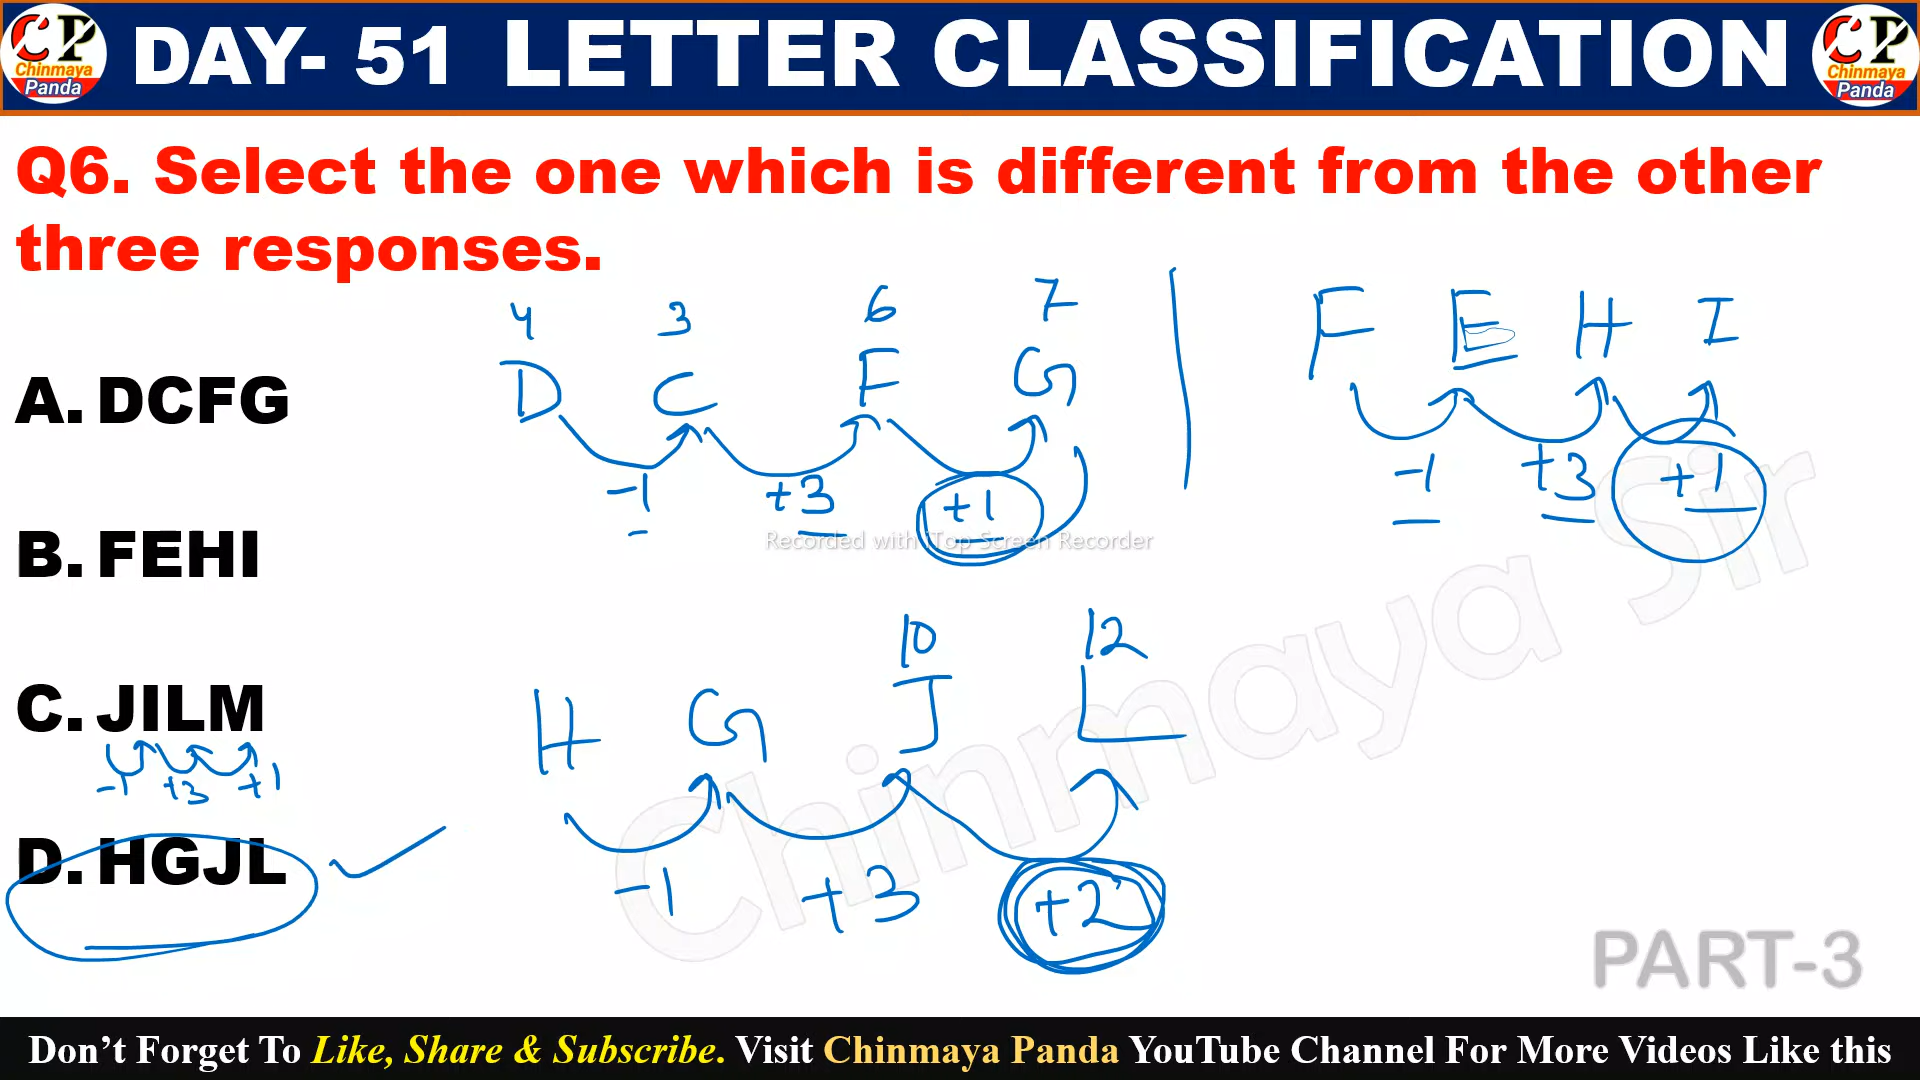 CP Chinmaya Panda DAY- 51 LETTER CLASSIFICATION CP Chinmaya Panda
Q6. Select the one which is different from the other
three responses.
4 3 6 7
D C F G
-1 +3 +1
F E H I
-1 +3 +1
A. DCFG
Recorded with iTop Screen Recorder
B. FEHI
C. JILM
-1 +3 +1
10 12
H G J L
-1 +3 +2
D. HGJL
Chinmaya Sir
PART-3
Don’t Forget To Like, Share & Subscribe. Visit Chinmaya Panda YouTube Channel For More Videos Like this